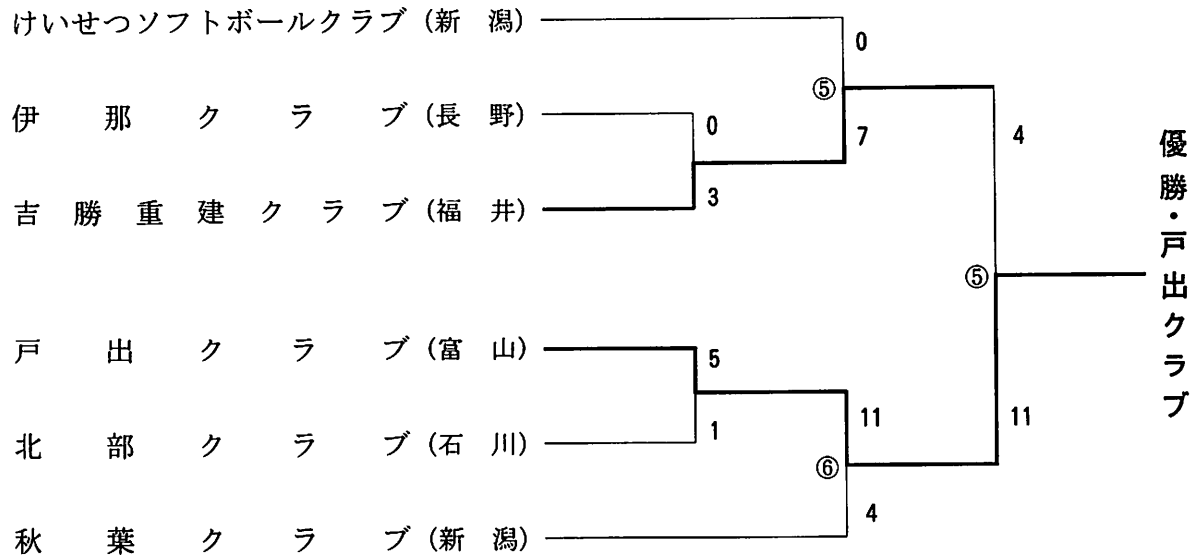 けいせつソフトボールクラブ（新潟）
0
⑤
伊那クラブ（長野）
0
7
4
吉勝重建クラブ（福井）
3
⑤
優勝・戸出クラブ
戸出クラブ（富山）
5
11
11
北部クラブ（石川）
1
⑥
4
秋葉クラブ（新潟）